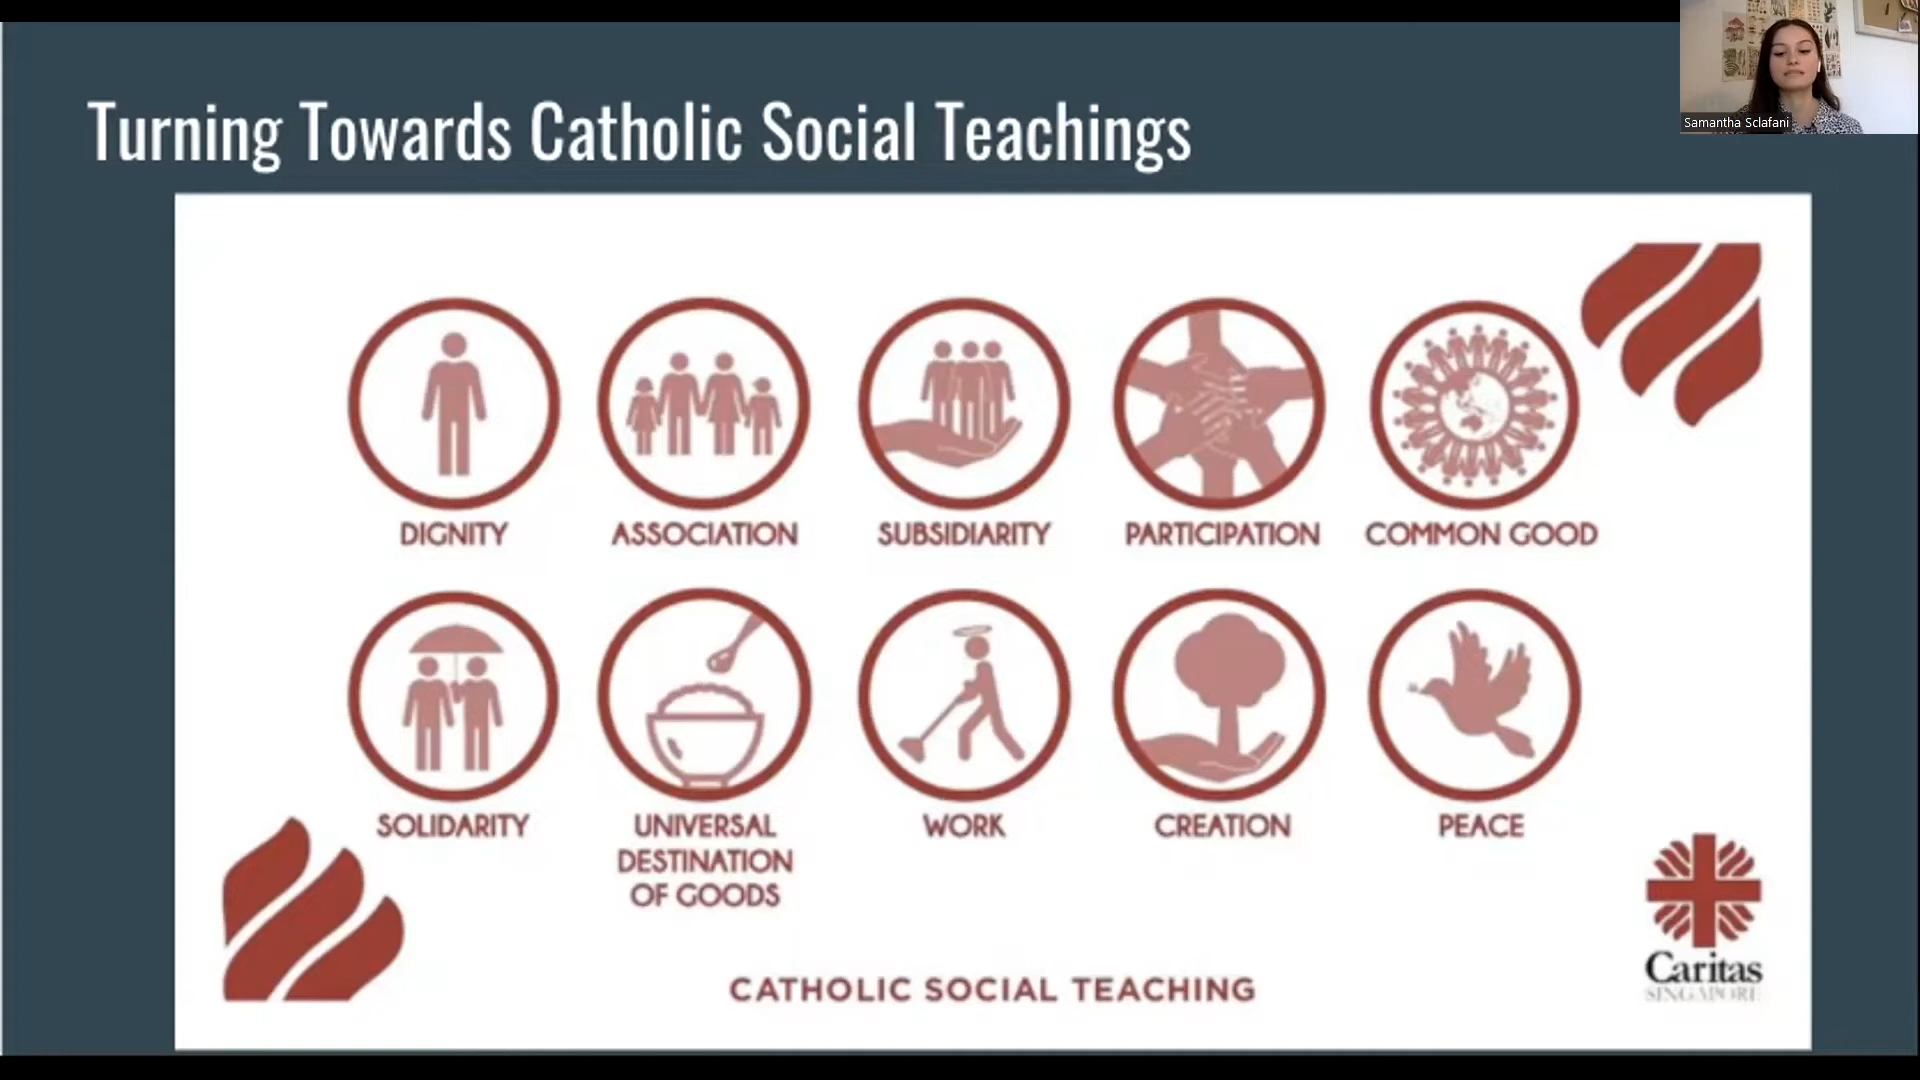 Turning Towards Catholic Social Teachings
Samantha Sclafani
DIGNITY
ASSOCIATION
SUBSIDIARITY
PARTICIPATION
COMMON GOOD
SOLIDARITY
UNIVERSAL
DESTINATION
OF GOODS
WORK
CREATION
PEACE
CATHOLIC SOCIAL TEACHING
Caritas
SINGAPORE